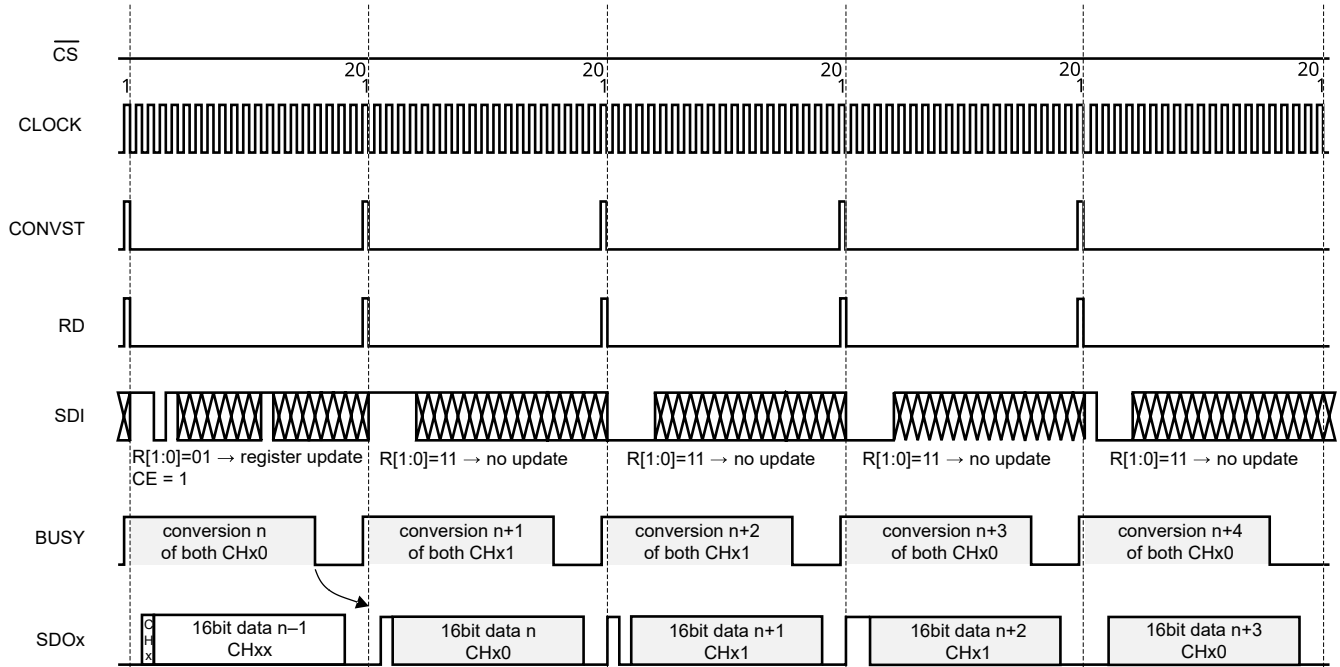 CS
20 20 20 20 20
1 1 1 1 1 1
CLOCK
CONVST
RD
SDI
R[1:0]=01 → register update
CE = 1
R[1:0]=11 → no update
R[1:0]=11 → no update
R[1:0]=11 → no update
R[1:0]=11 → no update
BUSY
conversion n
of both CHx0
conversion n+1
of both CHx1
conversion n+2
of both CHx1
conversion n+3
of both CHx0
conversion n+4
of both CHx0
SDOx
C
H
x
16bit data n–1
CHxx
16bit data n
CHx0
16bit data n+1
CHx1
16bit data n+2
CHx1
16bit data n+3
CHx0